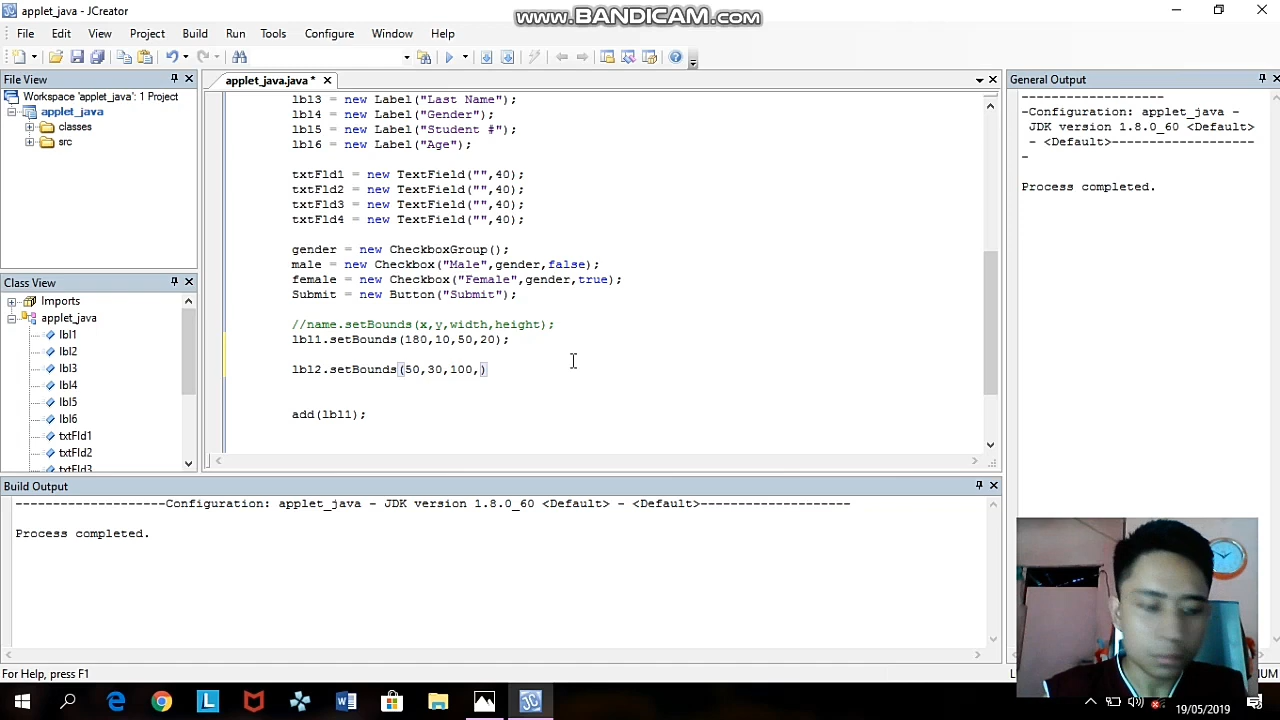 www.BANDICAM.com
applet_java - JCreator
File Edit View Project Build Run Tools Configure Window Help
File View
applet_java.java *
General Output
Workspace 'applet_java': 1 Project
applet_java
classes
src
lbl3 = new Label("Last Name");
lbl4 = new Label("Gender");
lbl5 = new Label("Student #");
lbl6 = new Label("Age");
txtFld1 = new TextField("",40);
txtFld2 = new TextField("",40);
txtFld3 = new TextField("",40);
txtFld4 = new TextField("",40);
gender = new CheckboxGroup();
male = new Checkbox("Male",gender,false);
female = new Checkbox("Female",gender,true);
Submit = new Button("Submit");
//name.setBounds(x,y,width,height);
lbl1.setBounds(180,10,50,20);
lbl2.setBounds(50,30,100,)
add(lbl1);
-------------------
-Configuration: applet_java -
JDK version 1.8.0_60 <Default>
- <Default>-------------------
-
Process completed.
Class View
Imports
applet_java
lbl1
lbl2
lbl3
lbl4
lbl5
lbl6
txtFld1
txtFld2
txtFld3
Build Output
--------------------Configuration: applet_java - JDK version 1.8.0_60 <Default> - <Default>--------------------
Process completed.
For Help, press F1
19/05/2019